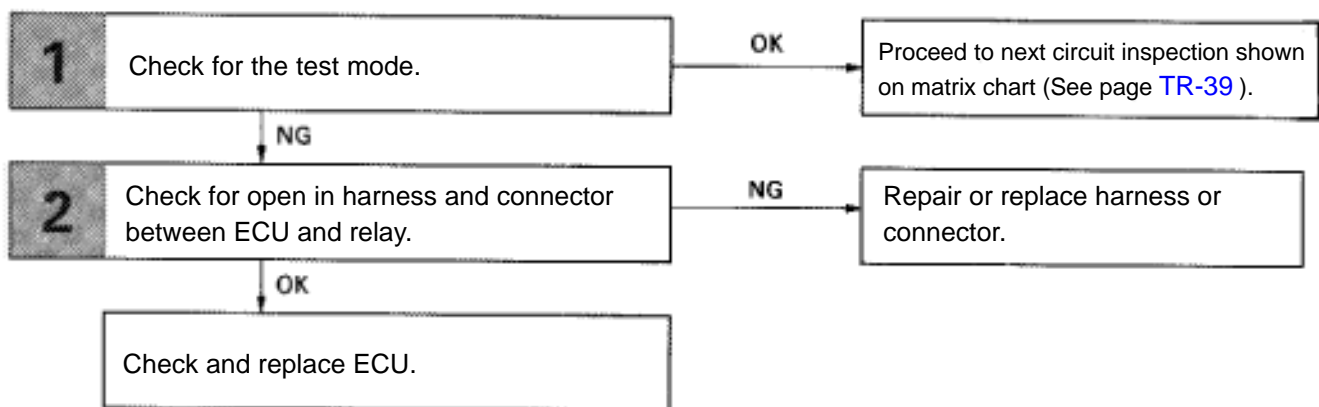 1
Check for the test mode.
OK
Proceed to next circuit inspection shown
on matrix chart (See page TR-39 ).
NG
2
Check for open in harness and connector
between ECU and relay.
NG
Repair or replace harness or
connector.
OK
Check and replace ECU.